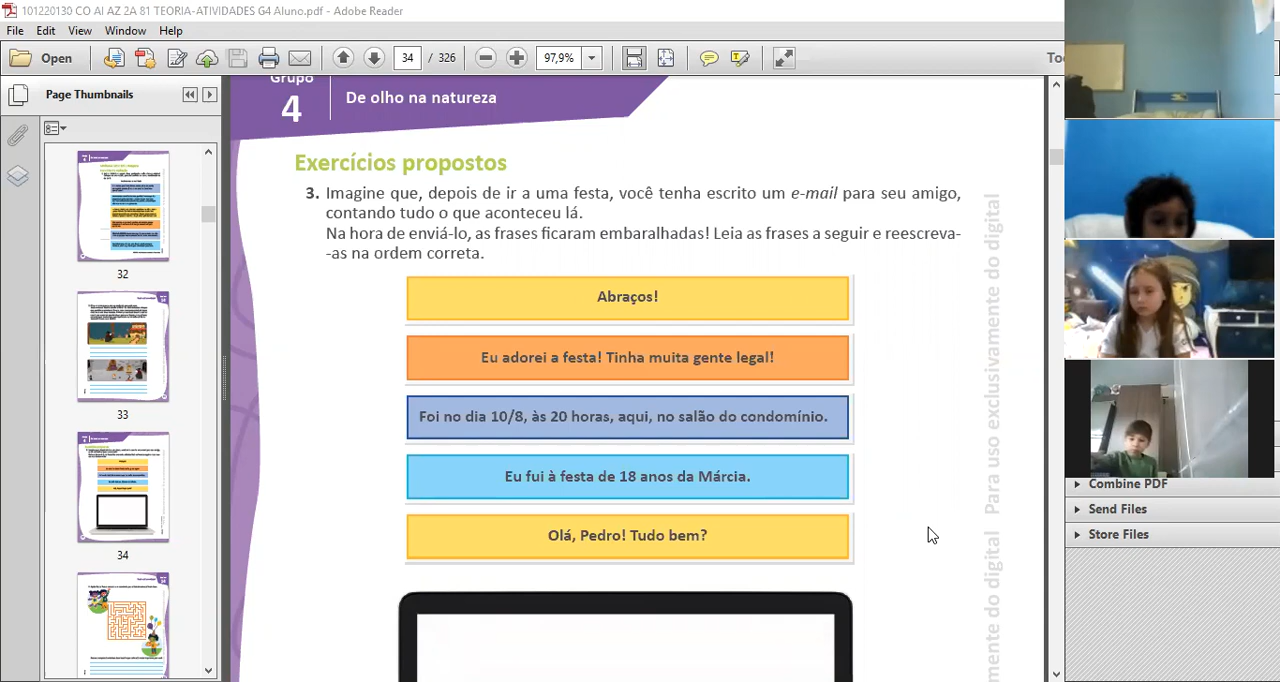 101220130 CO AI AZ 2A 81 TEORIA-ATIVIDADES G4 Aluno.pdf - Adobe Reader
File Edit View Window Help
Open 34 / 326 97,9%
Page Thumbnails
32
33
34
Grupo
4
De olho na natureza
Exercícios propostos
3. Imagine que, depois de ir a uma festa, você tenha escrito um e-mail para seu amigo,
contando tudo o que aconteceu lá.
Na hora de enviá-lo, as frases ficaram embaralhadas! Leia as frases a seguir e reescreva-
-as na ordem correta.
Abraços!
Eu adorei a festa! Tinha muita gente legal!
Foi no dia 10/8, às 20 horas, aqui, no salão do condomínio.
Eu fui à festa de 18 anos da Márcia.
Olá, Pedro! Tudo bem?
Para uso exclusivamente do digital
mente do digital
Combine PDF
Send Files
Store Files